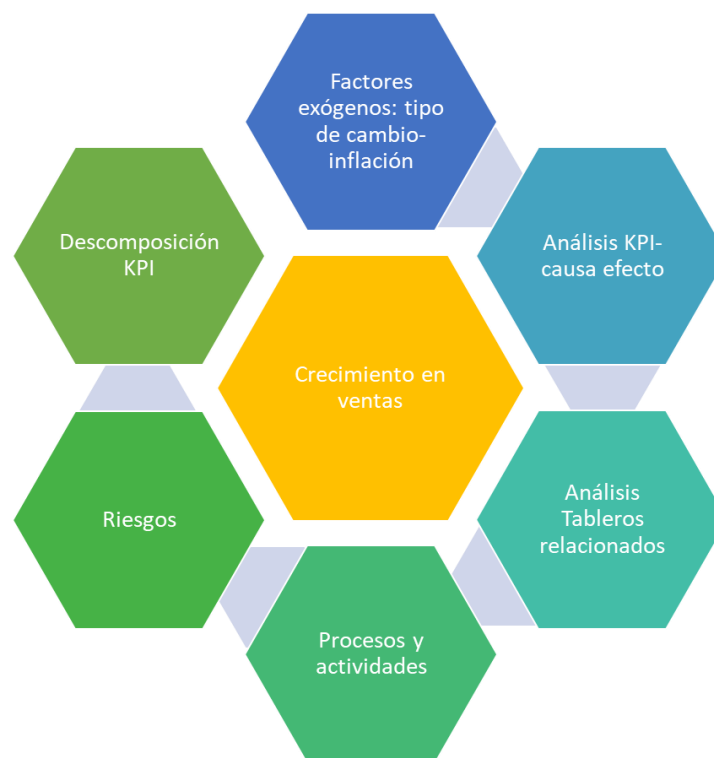 Factores
exógenos: tipo
de cambio-
inflación
Descomposición
KPI
Análisis KPI-
causa efecto
Crecimiento en
ventas
Riesgos
Análisis
Tableros
relacionados
Procesos y
actividades